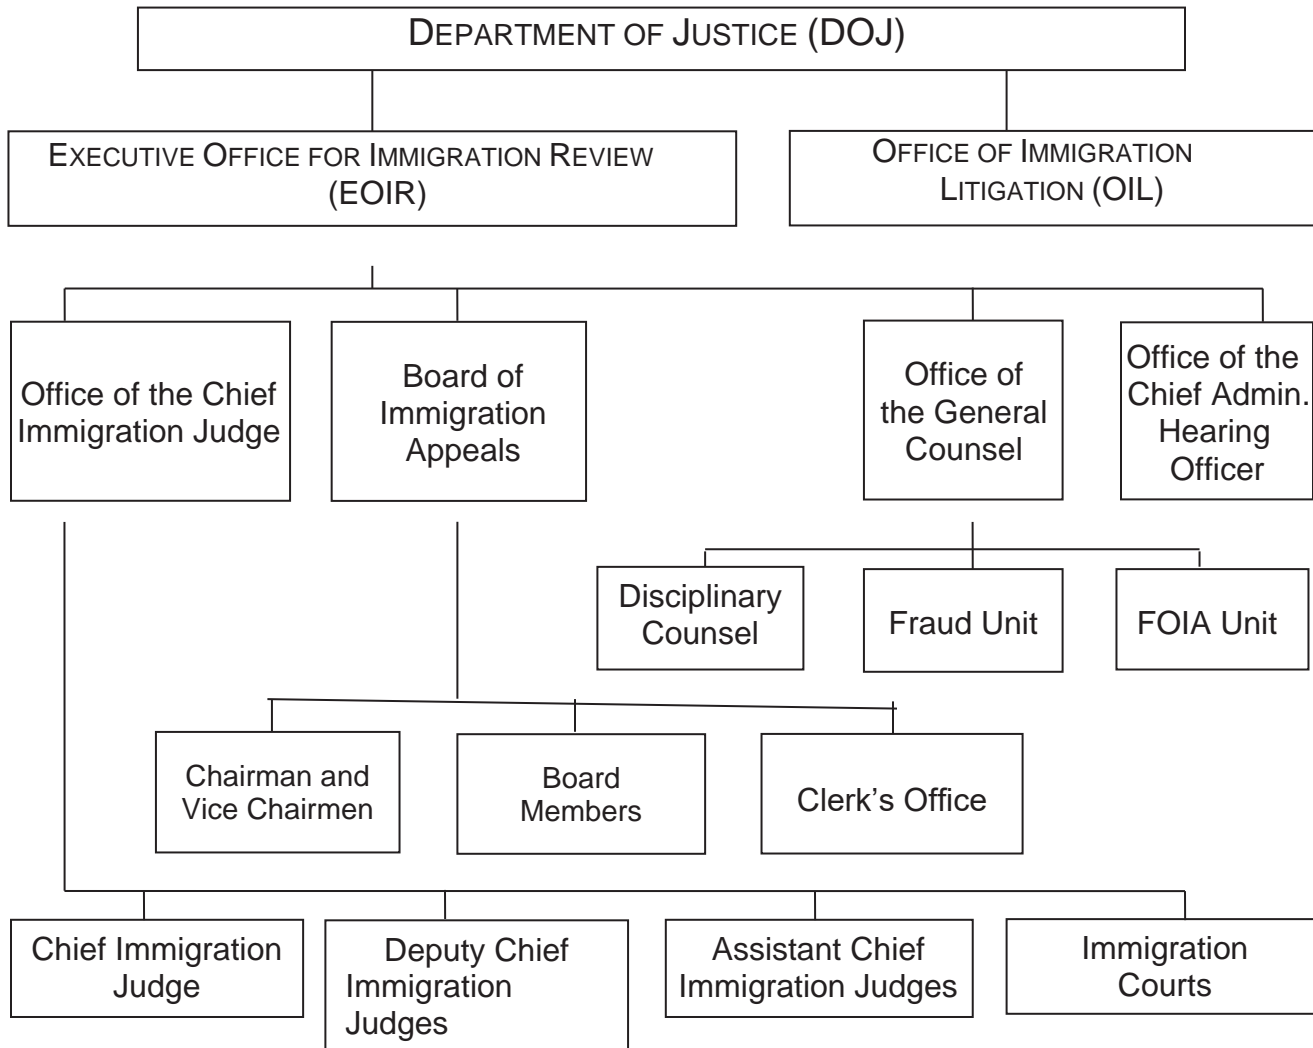 DEPARTMENT OF JUSTICE (DOJ)
EXECUTIVE OFFICE FOR IMMIGRATION REVIEW
(EOIR)
OFFICE OF IMMIGRATION
LITIGATION (OIL)
Office of the Chief
Immigration Judge
Board of
Immigration
Appeals
Office of
the General
Counsel
Office of the
Chief Admin.
Hearing
Officer
Disciplinary
Counsel
Fraud Unit
FOIA Unit
Chairman and
Vice Chairmen
Board
Members
Clerk’s Office
Chief Immigration
Judge
Deputy Chief
Immigration
Judges
Assistant Chief
Immigration Judges
Immigration
Courts